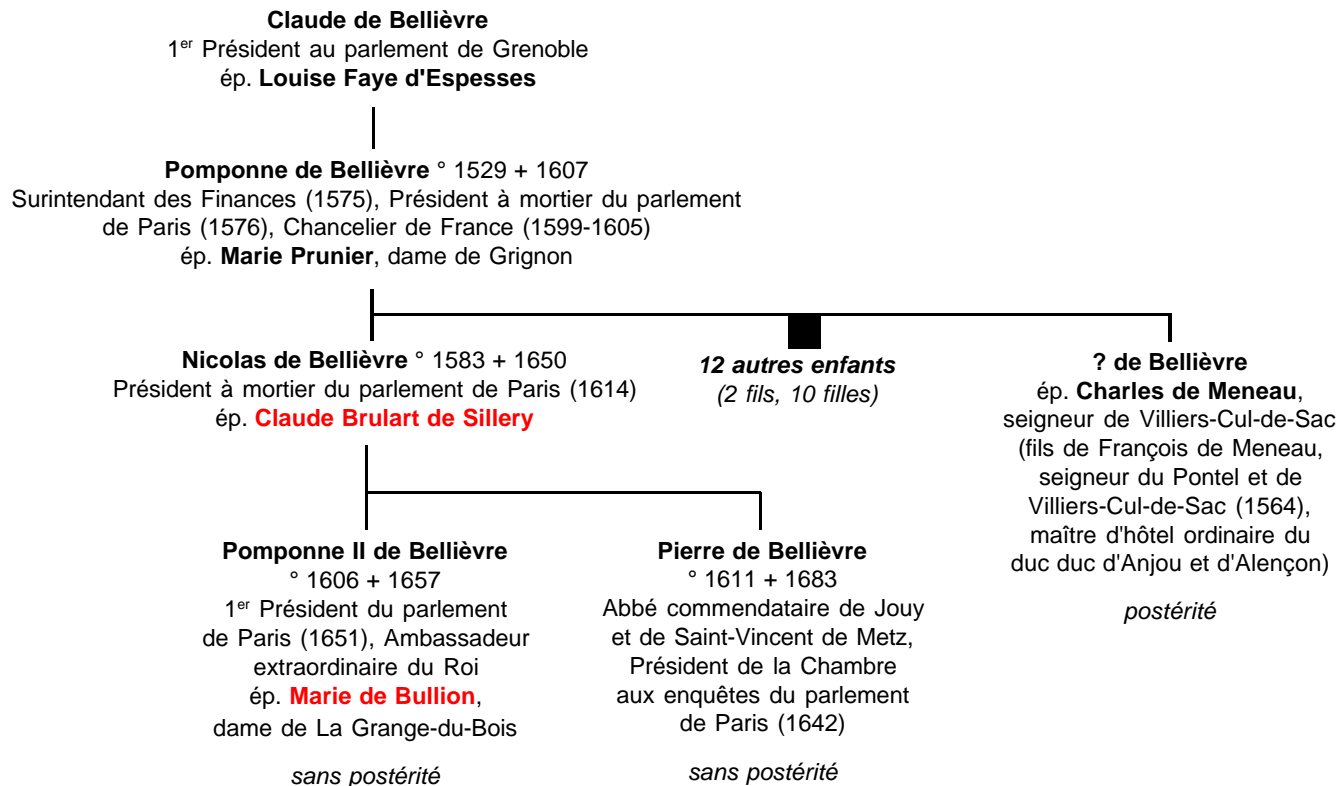 Claude de Bellièvre
1er Président au parlement de Grenoble
ép. Louise Faye d'Espesses
Pomponne de Bellièvre ° 1529 + 1607
Surintendant des Finances (1575), Président à mortier du parlement
de Paris (1576), Chancelier de France (1599-1605)
ép. Marie Prunier, dame de Grignon
Nicolas de Bellièvre ° 1583 + 1650
Président à mortier du parlement de Paris (1614)
ép. Claude Brulart de Sillery
12 autres enfants
(2 fils, 10 filles)
? de Bellièvre
ép. Charles de Meneau,
seigneur de Villiers-Cul-de-Sac
(fils de François de Meneau,
seigneur du Pontel et de
Villiers-Cul-de-Sac (1564),
maître d'hôtel ordinaire du
duc duc d'Anjou et d'Alençon)
postérité
Pomponne II de Bellièvre
° 1606 + 1657
1er Président du parlement
de Paris (1651), Ambassadeur
extraordinaire du Roi
ép. Marie de Bullion,
dame de La Grange-du-Bois
sans postérité
Pierre de Bellièvre
° 1611 + 1683
Abbé commendataire de Jouy
et de Saint-Vincent de Metz,
Président de la Chambre
aux enquêtes du parlement
de Paris (1642)
sans postérité